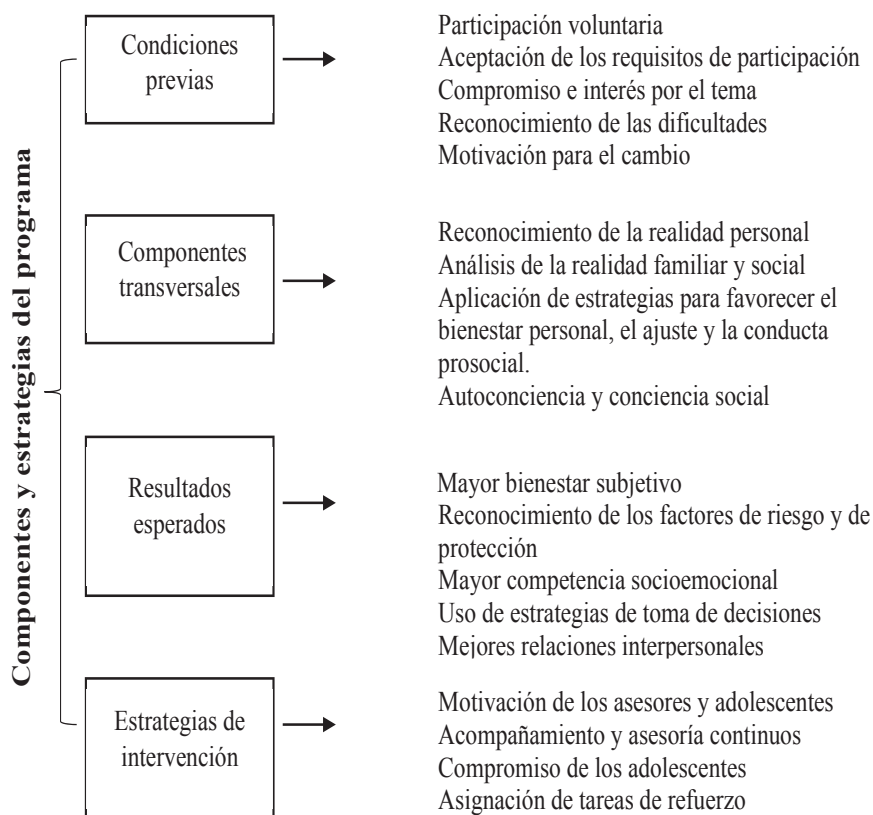 Componentes y estrategias del programa
Condiciones
previas
Participación voluntaria
Aceptación de los requisitos de participación
Compromiso e interés por el tema
Reconocimiento de las dificultades
Motivación para el cambio
Componentes
transversales
Reconocimiento de la realidad personal
Análisis de la realidad familiar y social
Aplicación de estrategias para favorecer el
bienestar personal, el ajuste y la conducta
prosocial.
Autoconciencia y conciencia social
Resultados
esperados
Mayor bienestar subjetivo
Reconocimiento de los factores de riesgo y de
protección
Mayor competencia socioemocional
Uso de estrategias de toma de decisiones
Mejores relaciones interpersonales
Estrategias de
intervención
Motivación de los asesores y adolescentes
Acompañamiento y asesoría continuos
Compromiso de los adolescentes
Asignación de tareas de refuerzo